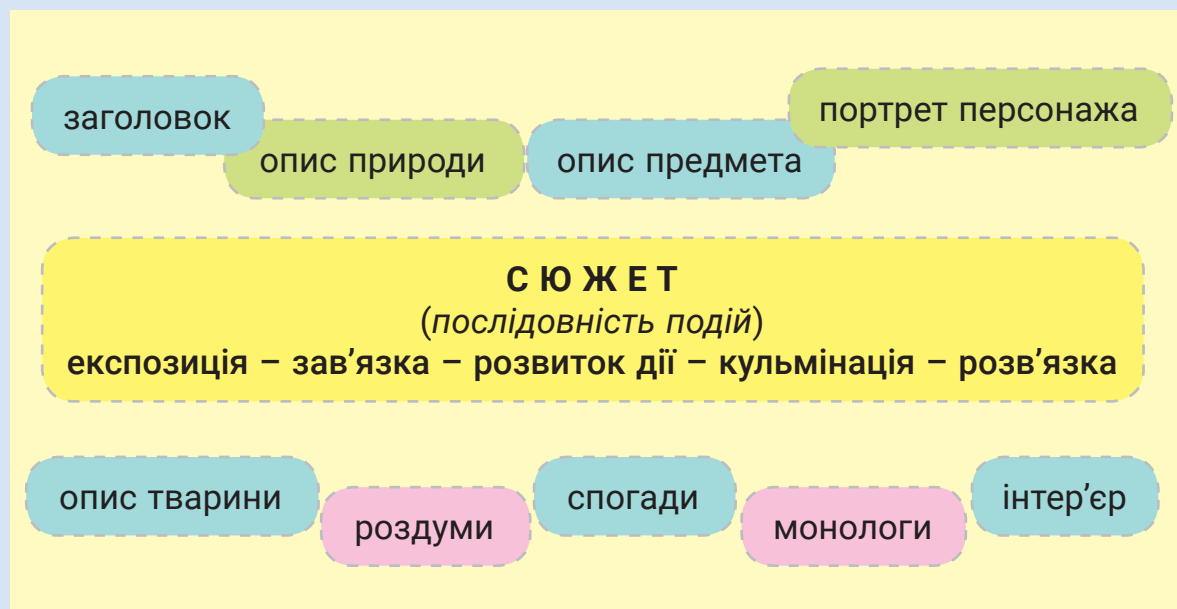 заголовок
опис природи
опис предмета
портрет персонажа
СЮЖЕТ
(послідовність подій)
експозиція – зав’язка – розвиток дії – кульмінація – розв’язка
опис тварини
роздуми
спогади
монологи
інтер’єр